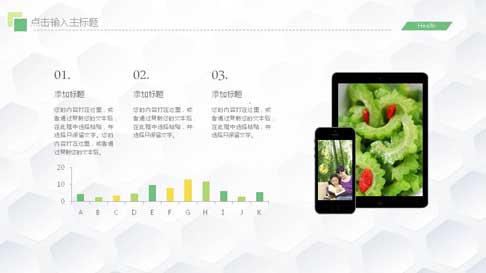 点击输入主标题
Health
01.
添加标题
您的内容打在这里，或
者通过复制您的文本后，
在此框中选择粘贴，并
选择只保留文字。您的
内容打在这里，或者通
过复制您的文本后。
02.
添加标题
您的内容打在这里，或
者通过复制您的文本后，
在此框中选择粘贴，并
选择只保留文字。
03.
添加标题
您的内容打在这里，或
者通过复制您的文本后，
在此框中选择粘贴，并
选择只保留文字。
20
10
0
A B C D E F G H I J K